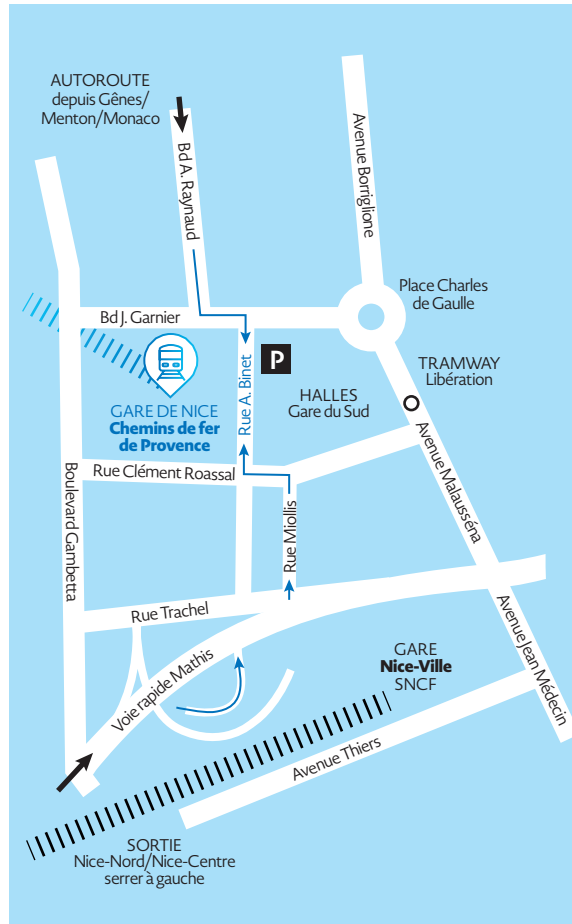 AUTOROUTE
depuis Gênes/
Menton/Monaco
Bd A. Raynaud
Avenue Borriglione
Place Charles
de Gaulle
Bd J. Garnier
P
Rue A. Binet
TRAMWAY
Libération
HALLES
Gare du Sud
GARE DE NICE
Chemins de fer
de Provence
Rue Clément Roassal
Avenue Malausséna
Boulevard Gambetta
Rue Miollis
Rue Trachel
Voie rapide Mathis
GARE
Nice-Ville
SNCF
Avenue Jean Médecin
Avenue Thiers
SORTIE
Nice-Nord/Nice-Centre
serrer à gauche